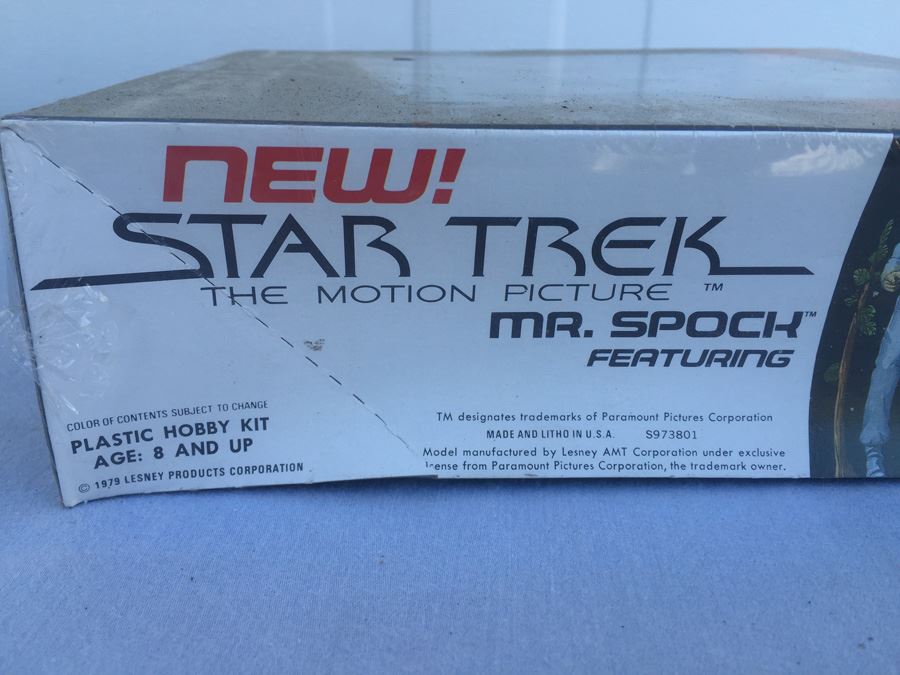 NEW!
STAR TREK
THE MOTION PICTURE ™
MR. SPOCK™
FEATURING
COLOR OF CONTENTS SUBJECT TO CHANGE
PLASTIC HOBBY KIT
AGE: 8 AND UP
© 1979 LESNEY PRODUCTS CORPORATION
TM designates trademarks of Paramount Pictures Corporation
MADE AND LITHO IN U.S.A. S973801
Model manufactured by Lesney AMT Corporation under exclusive
license from Paramount Pictures Corporation, the trademark owner.